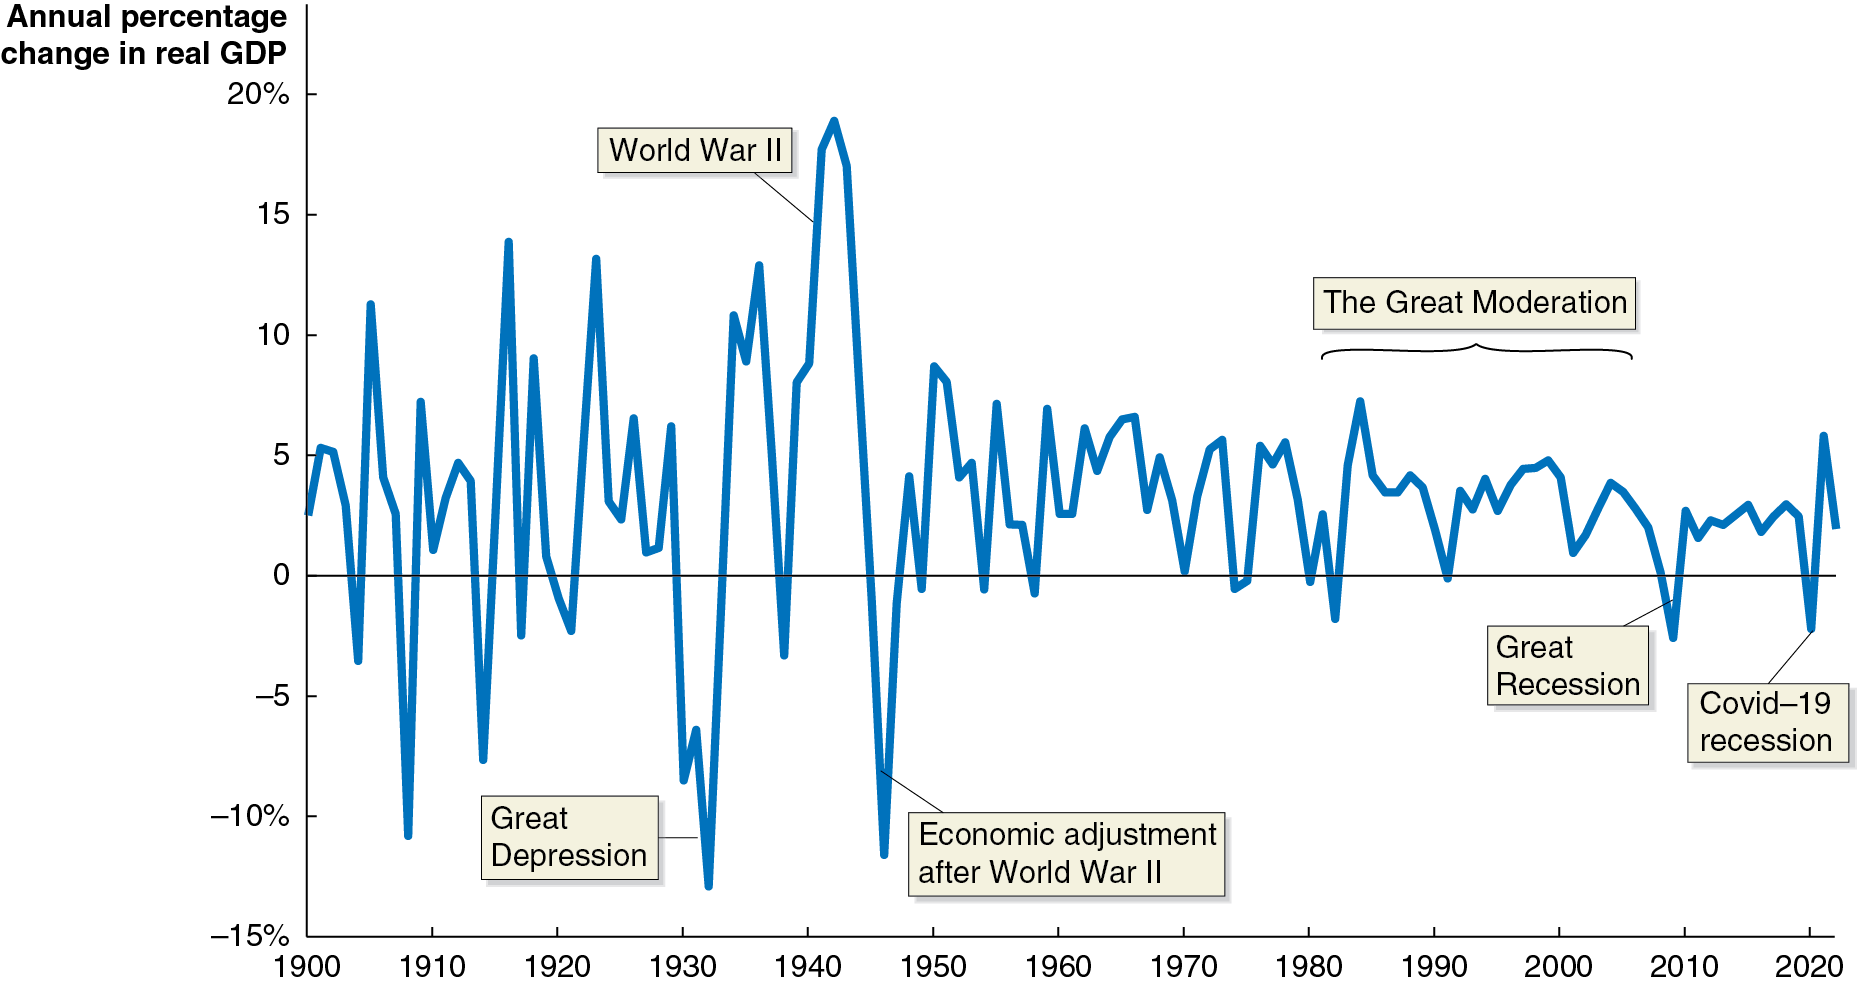 Annual percentage
change in real GDP
20%
15
10
5
0
–5
–10%
–15%
World War II
The Great Moderation
Great
Recession
Covid–19
recession
Great
Depression
Economic adjustment
after World War II
1900 1910 1920 1930 1940 1950 1960 1970 1980 1990 2000 2010 2020